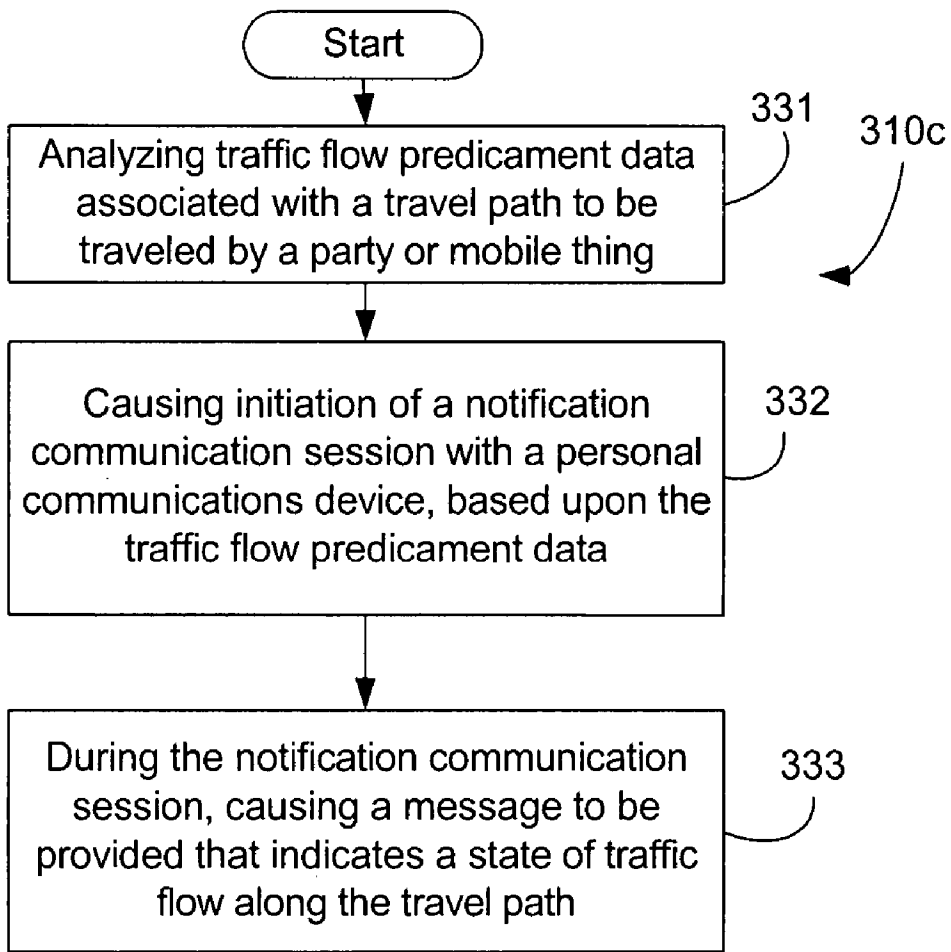 Start
331
310c
Analyzing traffic flow predicament data
associated with a travel path to be
traveled by a party or mobile thing
332
Causing initiation of a notification
communication session with a personal
communications device, based upon the
traffic flow predicament data
333
During the notification communication
session, causing a message to be
provided that indicates a state of traffic
flow along the travel path